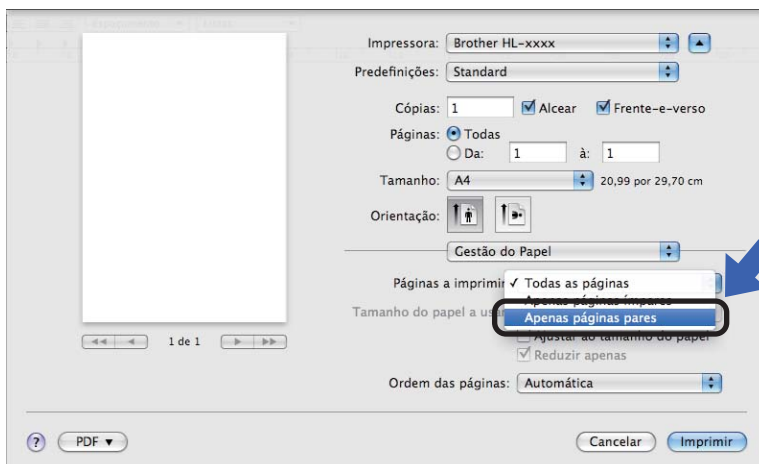 Impressora: Brother HL-xxxx
Predefinições: Standard
Cópias: 1 Alcear Frente-e-verso
Páginas: Todas
Da: 1 à: 1
Tamanho: A4 20,99 por 29,70 cm
Orientação:
Gestão do Papel
Páginas a imprimir ✓ Todas as páginas
Apenas páginas ímpares
Tamanho do papel a usar Apenas páginas pares
Ajustar ao tamanho do papel
Reduzir apenas
1 de 1
Ordem das páginas: Automática
? PDF Cancelar Imprimir